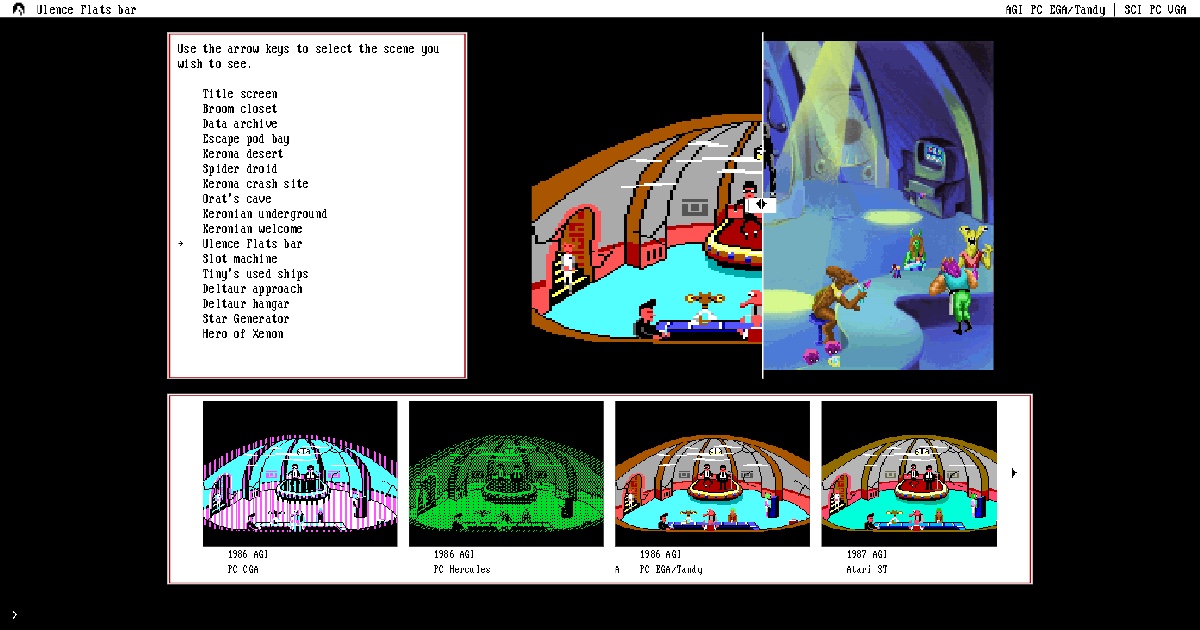 Ulence Flats bar
AGI PC EGA/Tandy | SCI PC VGA
Use the arrow keys to select the scene you
wish to see.
Title screen
Broom closet
Data archive
Escape pod bay
Kerona desert
Spider droid
Kerona crash site
Orat's cave
Keronian underground
Keronian welcome
→ Ulence Flats bar
Slot machine
Tiny's used ships
Deltaur approach
Deltaur hangar
Star Generator
Hero of Xenon
1986 AGI
PC CGA
1986 AGI
PC Hercules
1986 AGI
A PC EGA/Tandy
1987 AGI
Atari ST
>